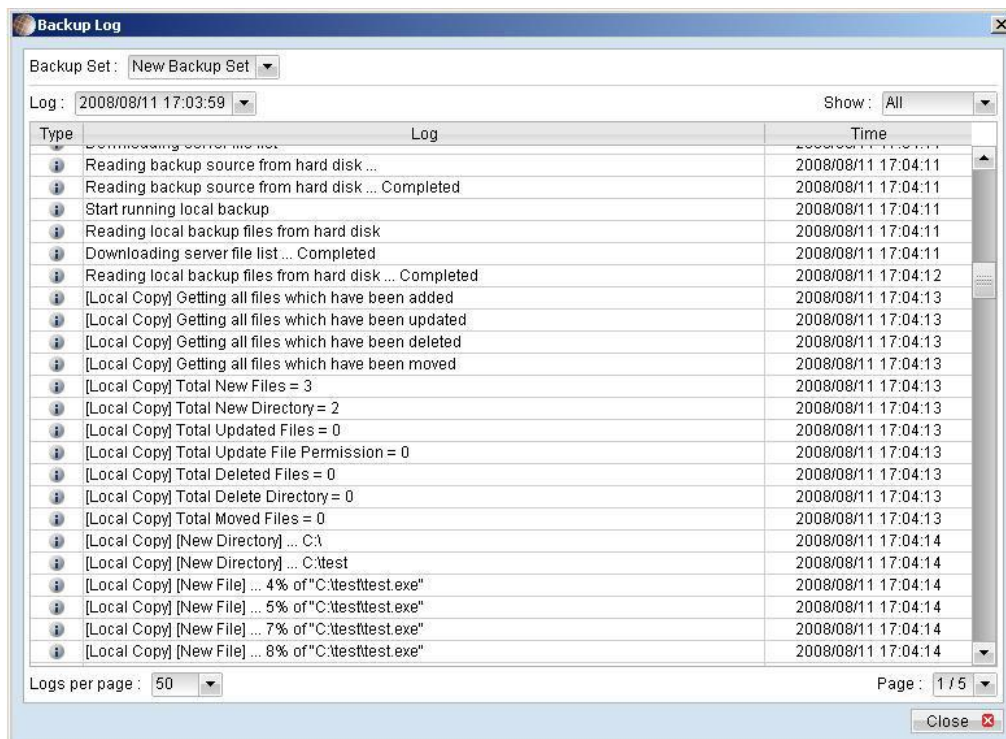 Backup Log
Backup Set : New Backup Set
Log : 2008/08/11 17:03:59 Show : All
Type Log Time
Downloading server file list 2008/08/11 17:04:11
Reading backup source from hard disk ... 2008/08/11 17:04:11
Reading backup source from hard disk ... Completed 2008/08/11 17:04:11
Start running local backup 2008/08/11 17:04:11
Reading local backup files from hard disk 2008/08/11 17:04:11
Downloading server file list ... Completed 2008/08/11 17:04:11
Reading local backup files from hard disk ... Completed 2008/08/11 17:04:12
[Local Copy] Getting all files which have been added 2008/08/11 17:04:13
[Local Copy] Getting all files which have been updated 2008/08/11 17:04:13
[Local Copy] Getting all files which have been deleted 2008/08/11 17:04:13
[Local Copy] Getting all files which have been moved 2008/08/11 17:04:13
[Local Copy] Total New Files = 3 2008/08/11 17:04:13
[Local Copy] Total New Directory = 2 2008/08/11 17:04:13
[Local Copy] Total Updated Files = 0 2008/08/11 17:04:13
[Local Copy] Total Update File Permission = 0 2008/08/11 17:04:13
[Local Copy] Total Deleted Files = 0 2008/08/11 17:04:13
[Local Copy] Total Delete Directory = 0 2008/08/11 17:04:13
[Local Copy] Total Moved Files = 0 2008/08/11 17:04:13
[Local Copy] [New Directory] ... C:\ 2008/08/11 17:04:14
[Local Copy] [New Directory] ... C:\test 2008/08/11 17:04:14
[Local Copy] [New File] ... 4% of "C:\test\test.exe" 2008/08/11 17:04:14
[Local Copy] [New File] ... 5% of "C:\test\test.exe" 2008/08/11 17:04:14
[Local Copy] [New File] ... 7% of "C:\test\test.exe" 2008/08/11 17:04:14
[Local Copy] [New File] ... 8% of "C:\test\test.exe" 2008/08/11 17:04:14
Logs per page : 50 Page : 1 / 5
Close